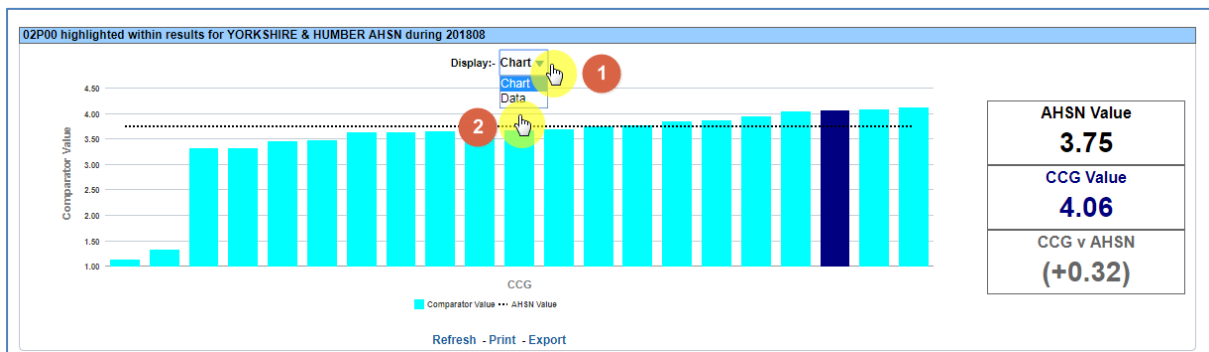 02P00 highlighted within results for YORKSHIRE & HUMBER AHSN during 201808
Display:- Chart
Chart
Data
1
2
4.50
4.00
3.50
3.00
2.50
2.00
1.50
1.00
Comparator Value
CCG
Comparator Value AHSN Value
AHSN Value
3.75
CCG Value
4.06
CCG v AHSN
(+0.32)
Refresh - Print - Export